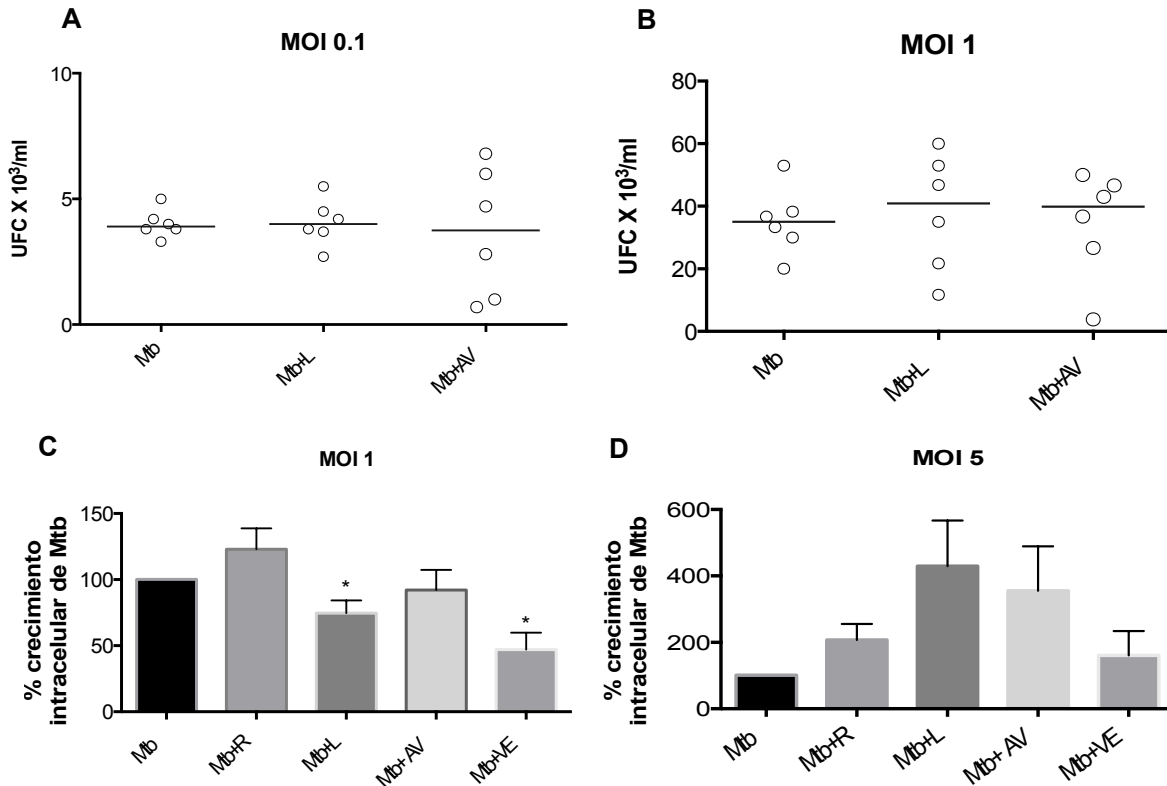 A
MOI 0.1
UFC X 10³/ml
10
5
0
Mtb
Mtb+L
Mtb+AV
B
MOI 1
UFC X 10³/ml
80
60
40
20
0
Mtb
Mtb+L
Mtb+AV
C
MOI 1
% crecimiento
intracelular de Mtb
150
100
50
0
*
*
Mtb
Mtb+R
Mtb+L
Mtb+ AV
Mtb+VE
D
MOI 5
% crecimiento
intracelular de Mtb
600
400
200
0
Mtb
Mtb+R
Mtb+L
Mtb+ AV
Mtb+VE